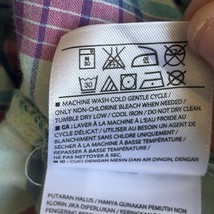 30
■ MACHINE WASH COLD GENTLE CYCLE /
ONLY NON-CHLORINE BLEACH WHEN NEEDED /
TUMBLE DRY LOW / COOL IRON / DO NOT DRY CLEAN.
■ CA : LAVER À LA MACHINE À L'EAU FROIDE AU
CYCLE DÉLICAT / UTILISER AU BESOIN UN AGENT DE
BLANCHIMENT SANS CHLORE UNIQUEMENT /
SÉCHER À BASSE TEMPÉRATURE /
REPASSER À BASSE TEMPÉRATURE /
NE PAS NETTOYER À SEC.
■ ID : CUCI DENGAN MESIN DAN AIR DINGIN, DENGAN
PUTARAN HALUS / HANYA GUNAKAN PEMUTIH NON
KLORIN JIKA DIPERLUKAN /